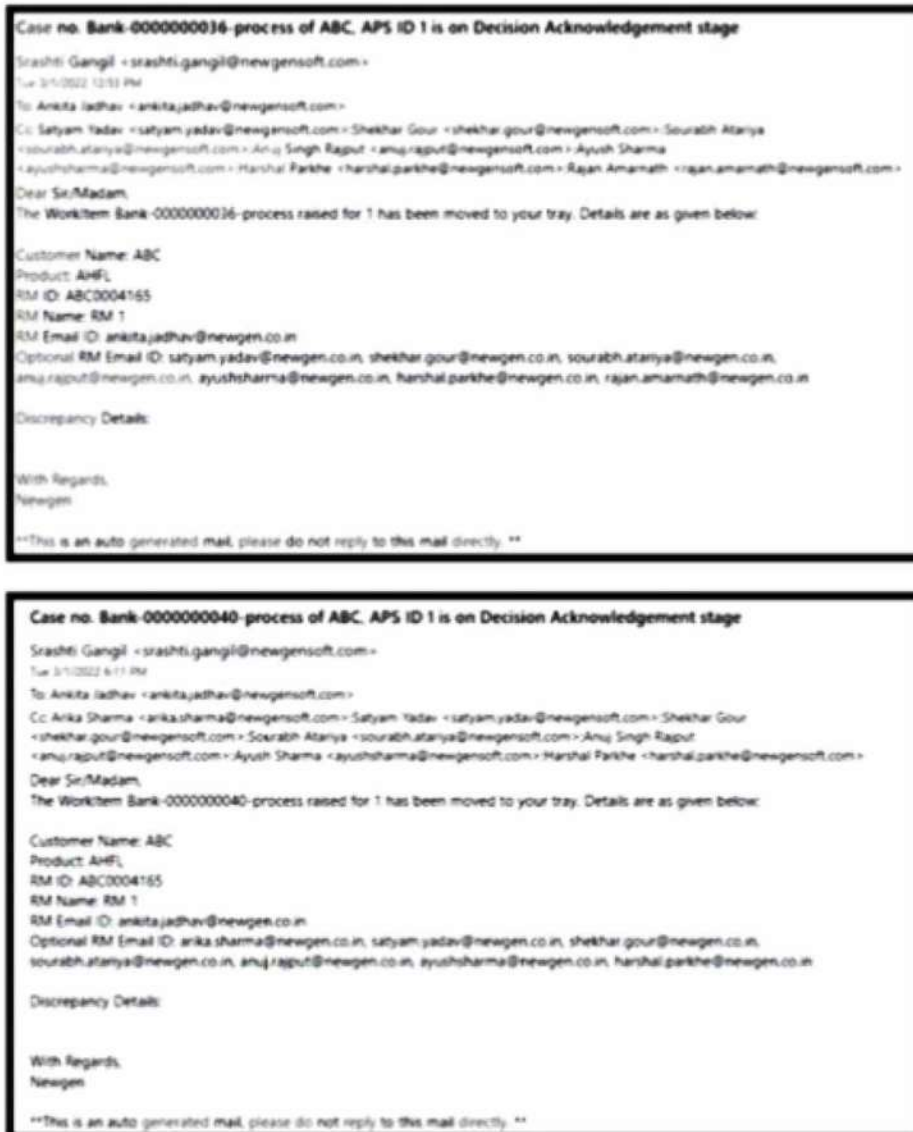 Case no. Bank-0000000036-process of ABC, APS ID 1 is on Decision Acknowledgement stage
Srashti Gangil <srashti.gangil@newgensoft.com>
Tue 3/1/2022 12:53 PM
To: Ankita Jadhav <ankita.jadhav@newgensoft.com>
Cc: Satyam Yadav <satyam.yadav@newgensoft.com>;Shekhar Gour <shekhar.gour@newgensoft.com>;Sourabh Atariya
<sourabh.atariya@newgensoft.com>;Anuj Singh Rajput <anuj.rajput@newgensoft.com>;Ayush Sharma
<ayushsharma@newgensoft.com>;Harshal Parkhe <harshal.parkhe@newgensoft.com>;Rajan Amarnath <rajan.amarnath@newgensoft.com>
Dear Sir/Madam,
The WorkItem Bank-0000000036-process raised for 1 has been moved to your tray. Details are as given below:
Customer Name: ABC
Product: AHFL
RM ID: ABC0004165
RM Name: RM 1
RM Email ID: ankita.jadhav@newgen.co.in
Optional RM Email ID: satyam.yadav@newgen.co.in, shekhar.gour@newgen.co.in, sourabh.atariya@newgen.co.in,
anuj.rajput@newgen.co.in, ayushsharma@newgen.co.in, harshal.parkhe@newgen.co.in, rajan.amarnath@newgen.co.in
Discrepancy Details:
With Regards,
Newgen
**This is an auto generated mail, please do not reply to this mail directly. **
Case no. Bank-0000000040-process of ABC, APS ID 1 is on Decision Acknowledgement stage
Srashti Gangil <srashti.gangil@newgensoft.com>
Tue 3/1/2022 6:11 PM
To: Ankita Jadhav <ankita.jadhav@newgensoft.com>
Cc: Arika Sharma <arika.sharma@newgensoft.com>;Satyam Yadav <satyam.yadav@newgensoft.com>;Shekhar Gour
<shekhar.gour@newgensoft.com>;Sourabh Atariya <sourabh.atariya@newgensoft.com>;Anuj Singh Rajput
<anuj.rajput@newgensoft.com>;Ayush Sharma <ayushsharma@newgensoft.com>;Harshal Parkhe <harshal.parkhe@newgensoft.com>
Dear Sir/Madam,
The WorkItem Bank-0000000040-process raised for 1 has been moved to your tray. Details are as given below:
Customer Name: ABC
Product: AHFL
RM ID: ABC0004165
RM Name: RM 1
RM Email ID: ankita.jadhav@newgen.co.in
Optional RM Email ID: arika.sharma@newgen.co.in, satyam.yadav@newgen.co.in, shekhar.gour@newgen.co.in,
sourabh.atariya@newgen.co.in, anuj.rajput@newgen.co.in, ayushsharma@newgen.co.in, harshal.parkhe@newgen.co.in
Discrepancy Details:
With Regards,
Newgen
**This is an auto generated mail, please do not reply to this mail directly. **